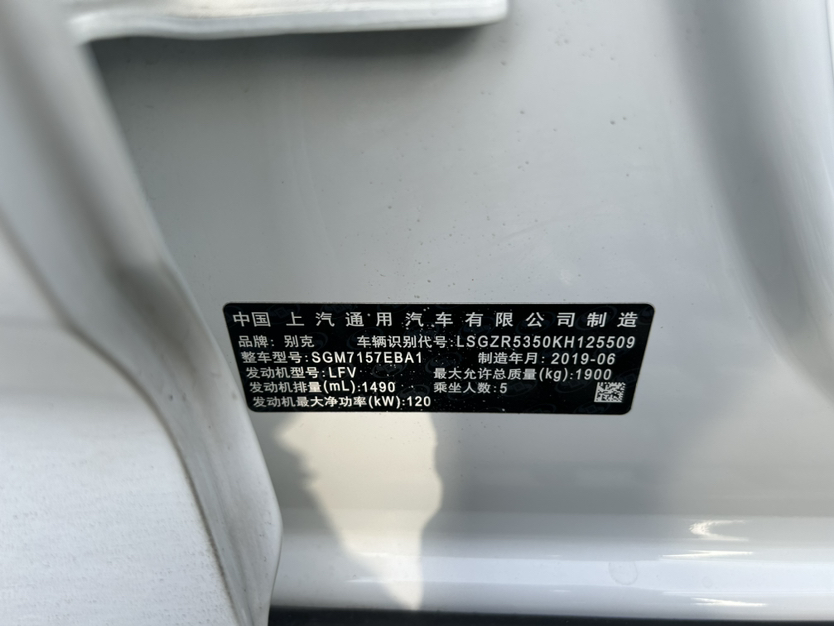 中国 上汽通用汽车有限公司制造
品牌: 别克 车辆识别代号:LSGZR5350KH125509
整车型号:SGM7157EBA1 制造年月: 2019-06
发动机型号:LFV 最大允许总质量(kg):1900
发动机排量(mL):1490 乘坐人数:5
发动机最大净功率(kW):120